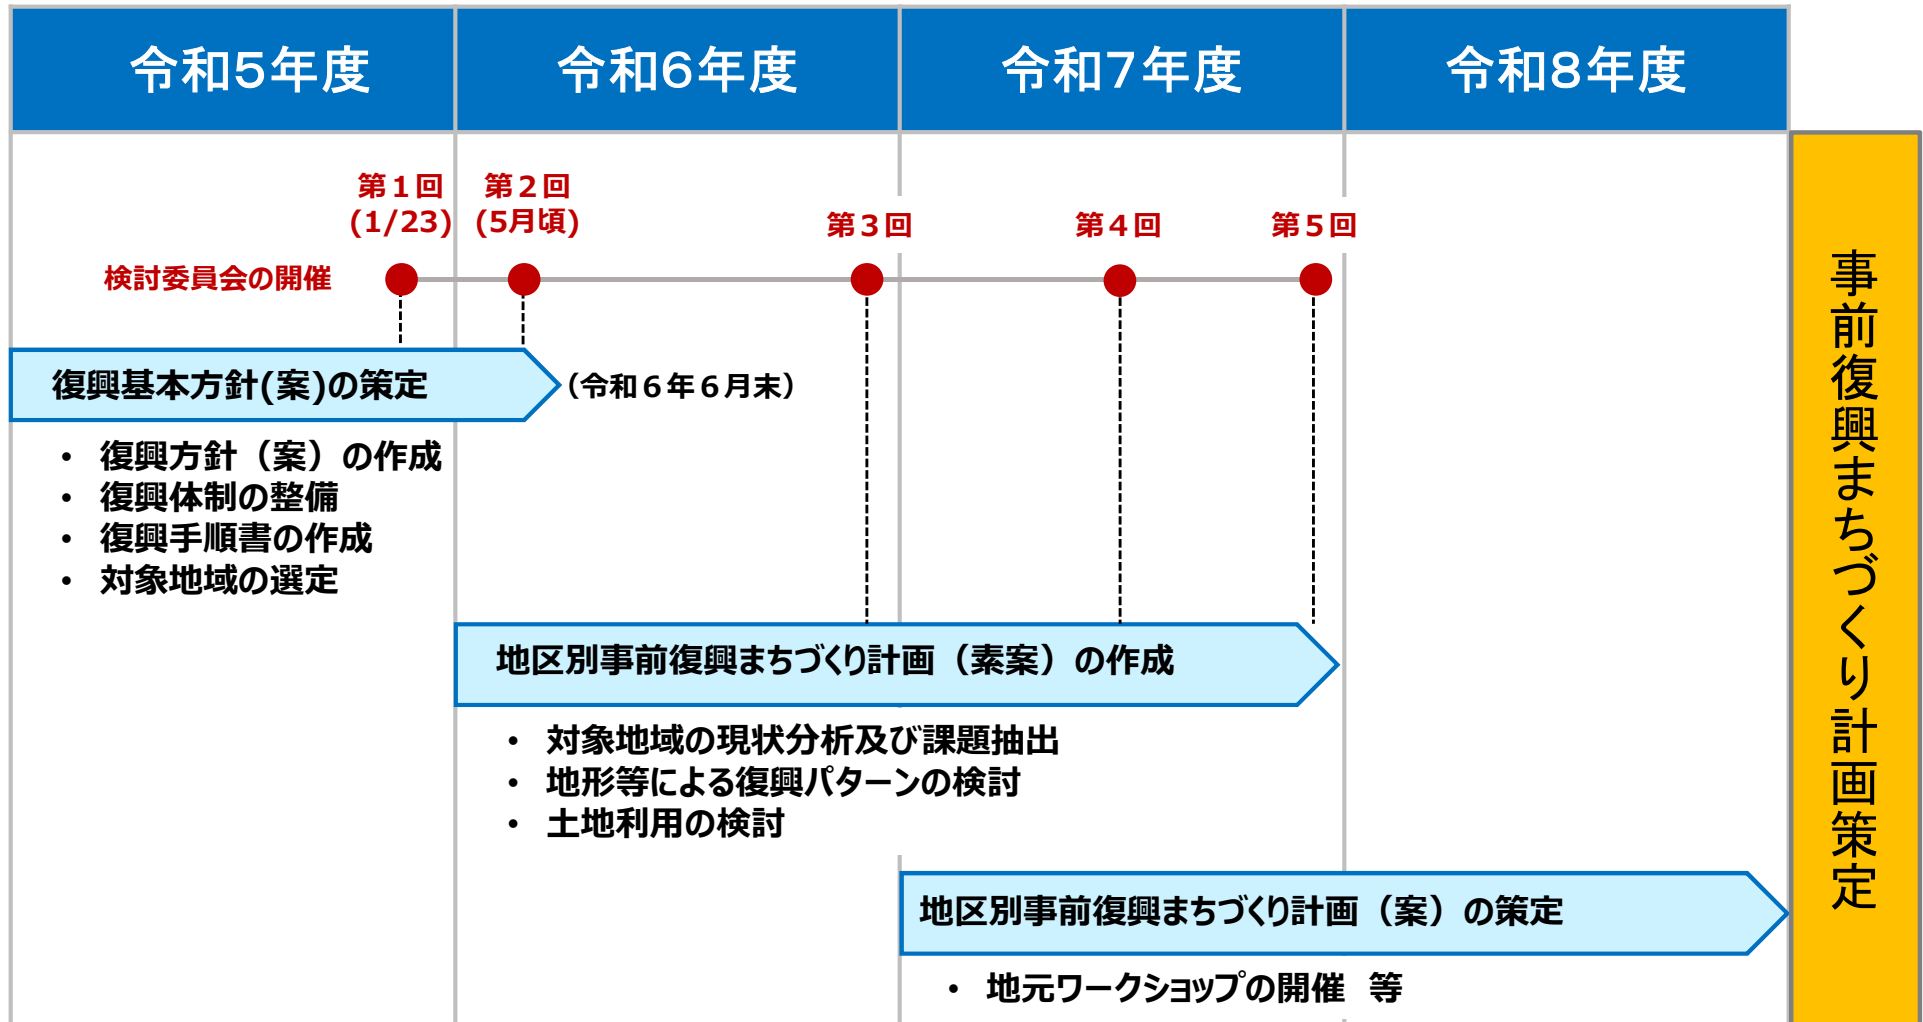 令和5年度
令和6年度
令和7年度
令和8年度
第1回
(1/23)
第2回
(5月頃)
第3回
第4回
第5回
検討委員会の開催
復興基本方針(案)の策定
（令和６年６月末）
• 復興方針（案）の作成
• 復興体制の整備
• 復興手順書の作成
• 対象地域の選定
地区別事前復興まちづくり計画（素案）の作成
• 対象地域の現状分析及び課題抽出
• 地形等による復興パターンの検討
• 土地利用の検討
地区別事前復興まちづくり計画（案）の策定
• 地元ワークショップの開催　等
事前復興まちづくり計画策定